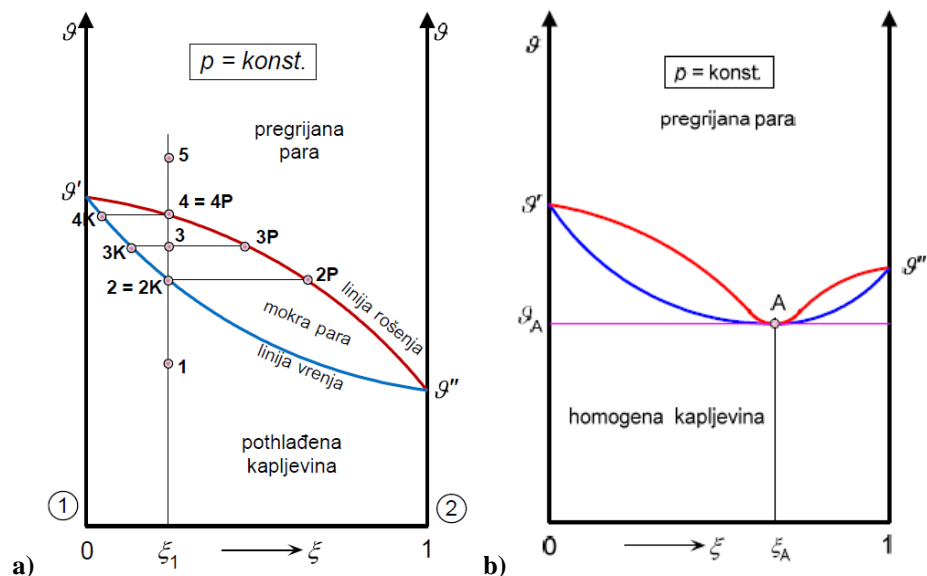 ϑ
ϑ
p = konst.
pregrijana
para
5
ϑ'
4 = 4P
4K
3
3P
3K
2 = 2K
2P
mokra para
linija rošenja
linija vrenja
1
ϑ''
pothlađena
kapljevina
1
2
0
ξ₁
ξ
1
a)
ϑ
ϑ
p = konst.
pregrijana para
ϑ'
ϑ''
A
ϑA
homogena kapljevina
0
ξ
ξA
1
b)